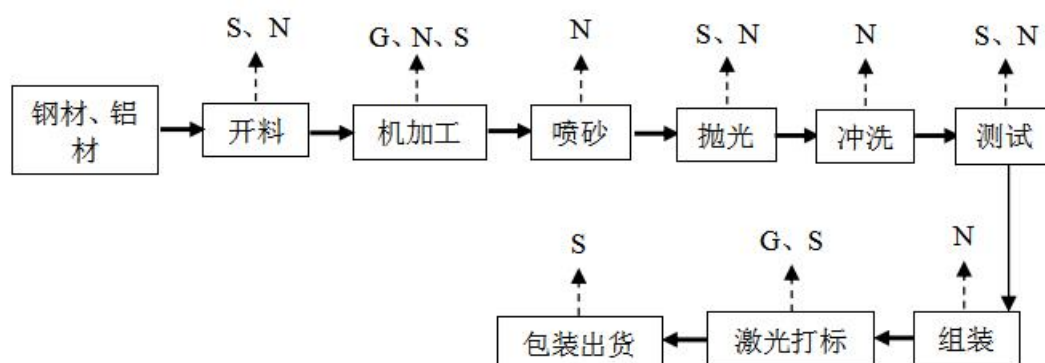 S、N
G、N、S
N
S、N
N
S、N
钢材、铝
材
开料
机加工
喷砂
抛光
冲洗
测试
S
G、S
N
包装出货
激光打标
组装